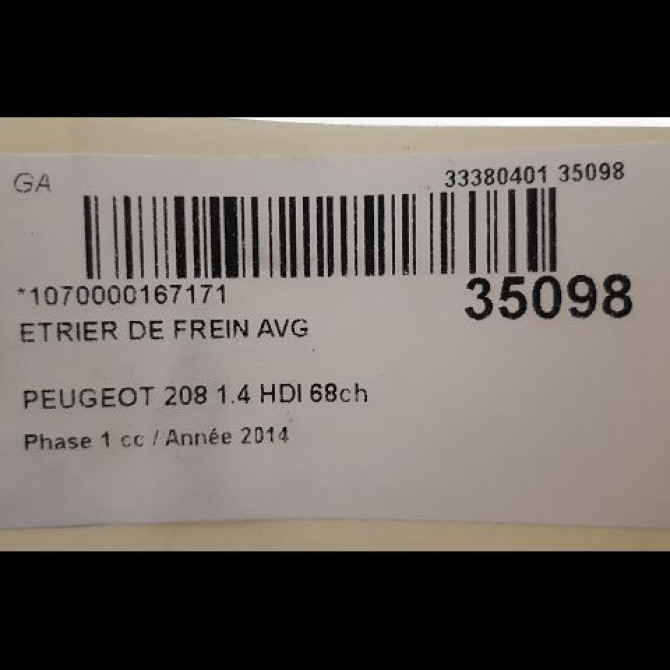 GA
33380401 35098
*1070000167171
35098
ETRIER DE FREIN AVG
PEUGEOT 208 1.4 HDI 68ch
Phase 1 cc / Année 2014